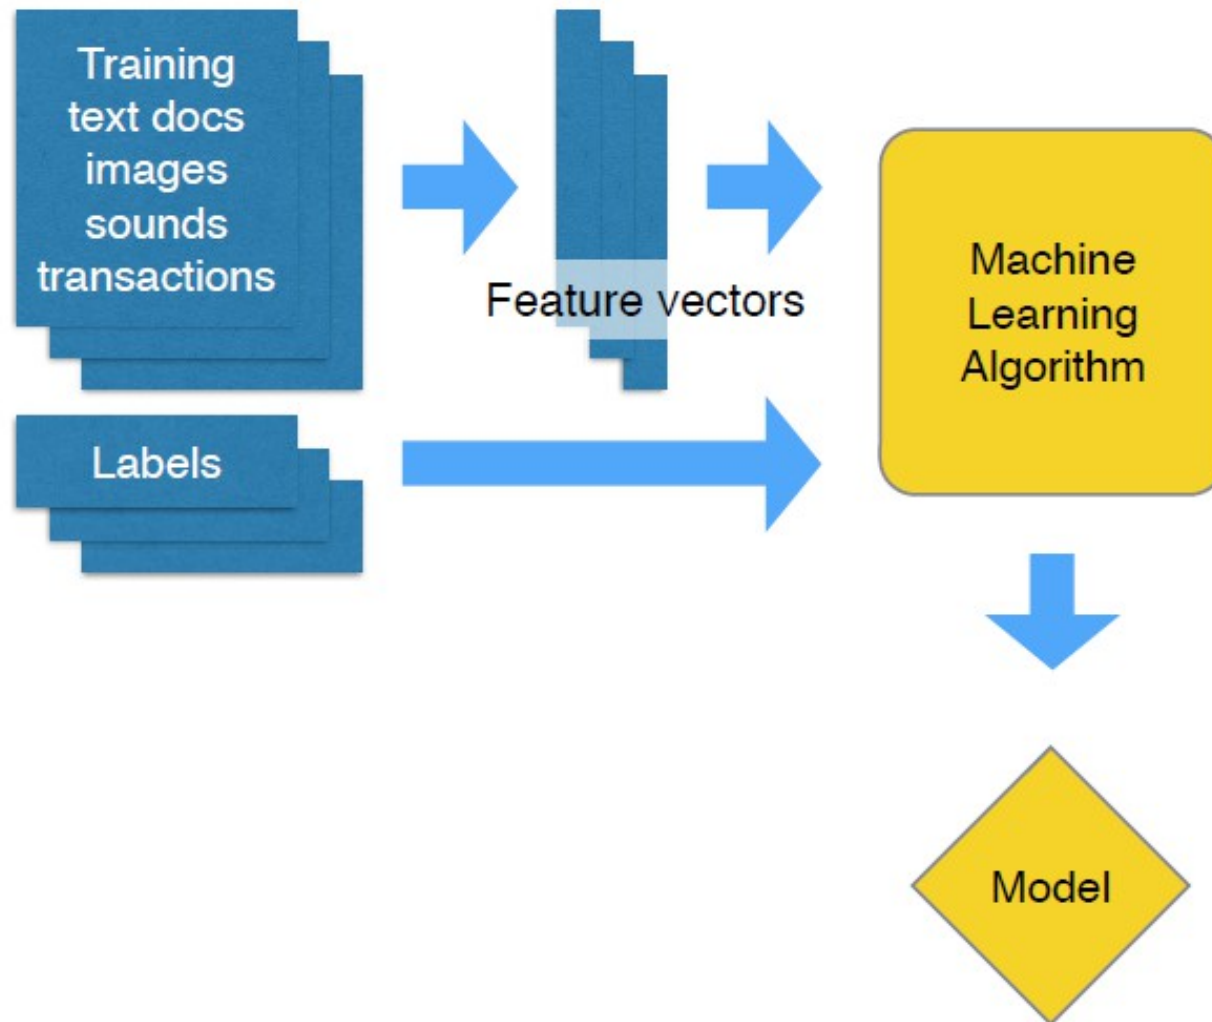 Training
text docs
images
sounds
transactions
Feature vectors
Machine
Learning
Algorithm
Labels
Model